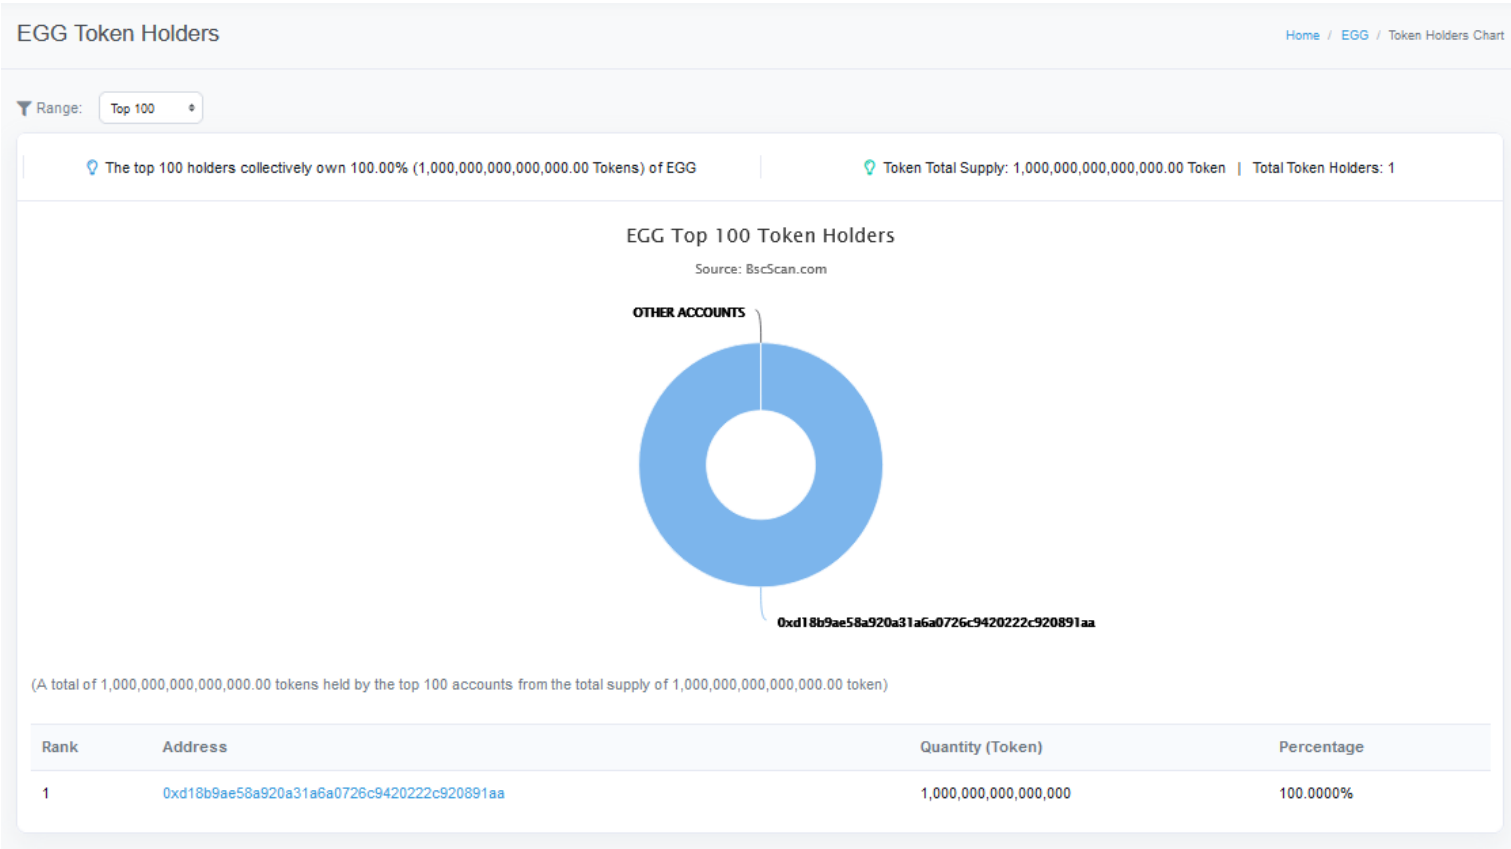 EGG Token Holders
Home / EGG / Token Holders Chart
Range: Top 100
The top 100 holders collectively own 100.00% (1,000,000,000,000,000.00 Tokens) of EGG
Token Total Supply: 1,000,000,000,000,000.00 Token | Total Token Holders: 1
EGG Top 100 Token Holders
Source: BscScan.com
OTHER ACCOUNTS
0xd18b9ae58a920a31a6a0726c9420222c920891aa
(A total of 1,000,000,000,000,000.00 tokens held by the top 100 accounts from the total supply of 1,000,000,000,000,000.00 token)
Rank Address Quantity (Token) Percentage
1 0xd18b9ae58a920a31a6a0726c9420222c920891aa 1,000,000,000,000,000 100.0000%